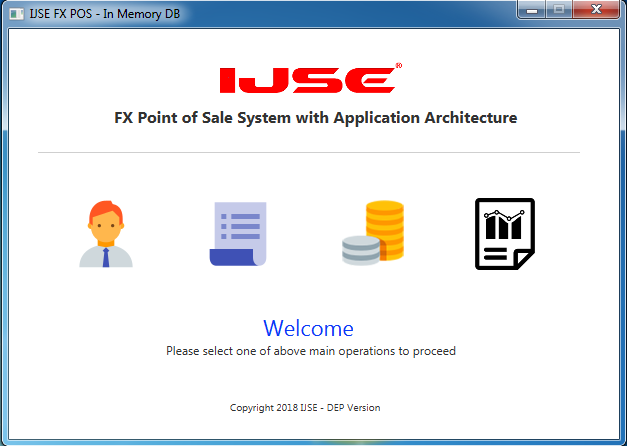 IJSE FX POS - In Memory DB
IJSE®
FX Point of Sale System with Application Architecture
Welcome
Please select one of above main operations to proceed
Copyright 2018 IJSE - DEP Version